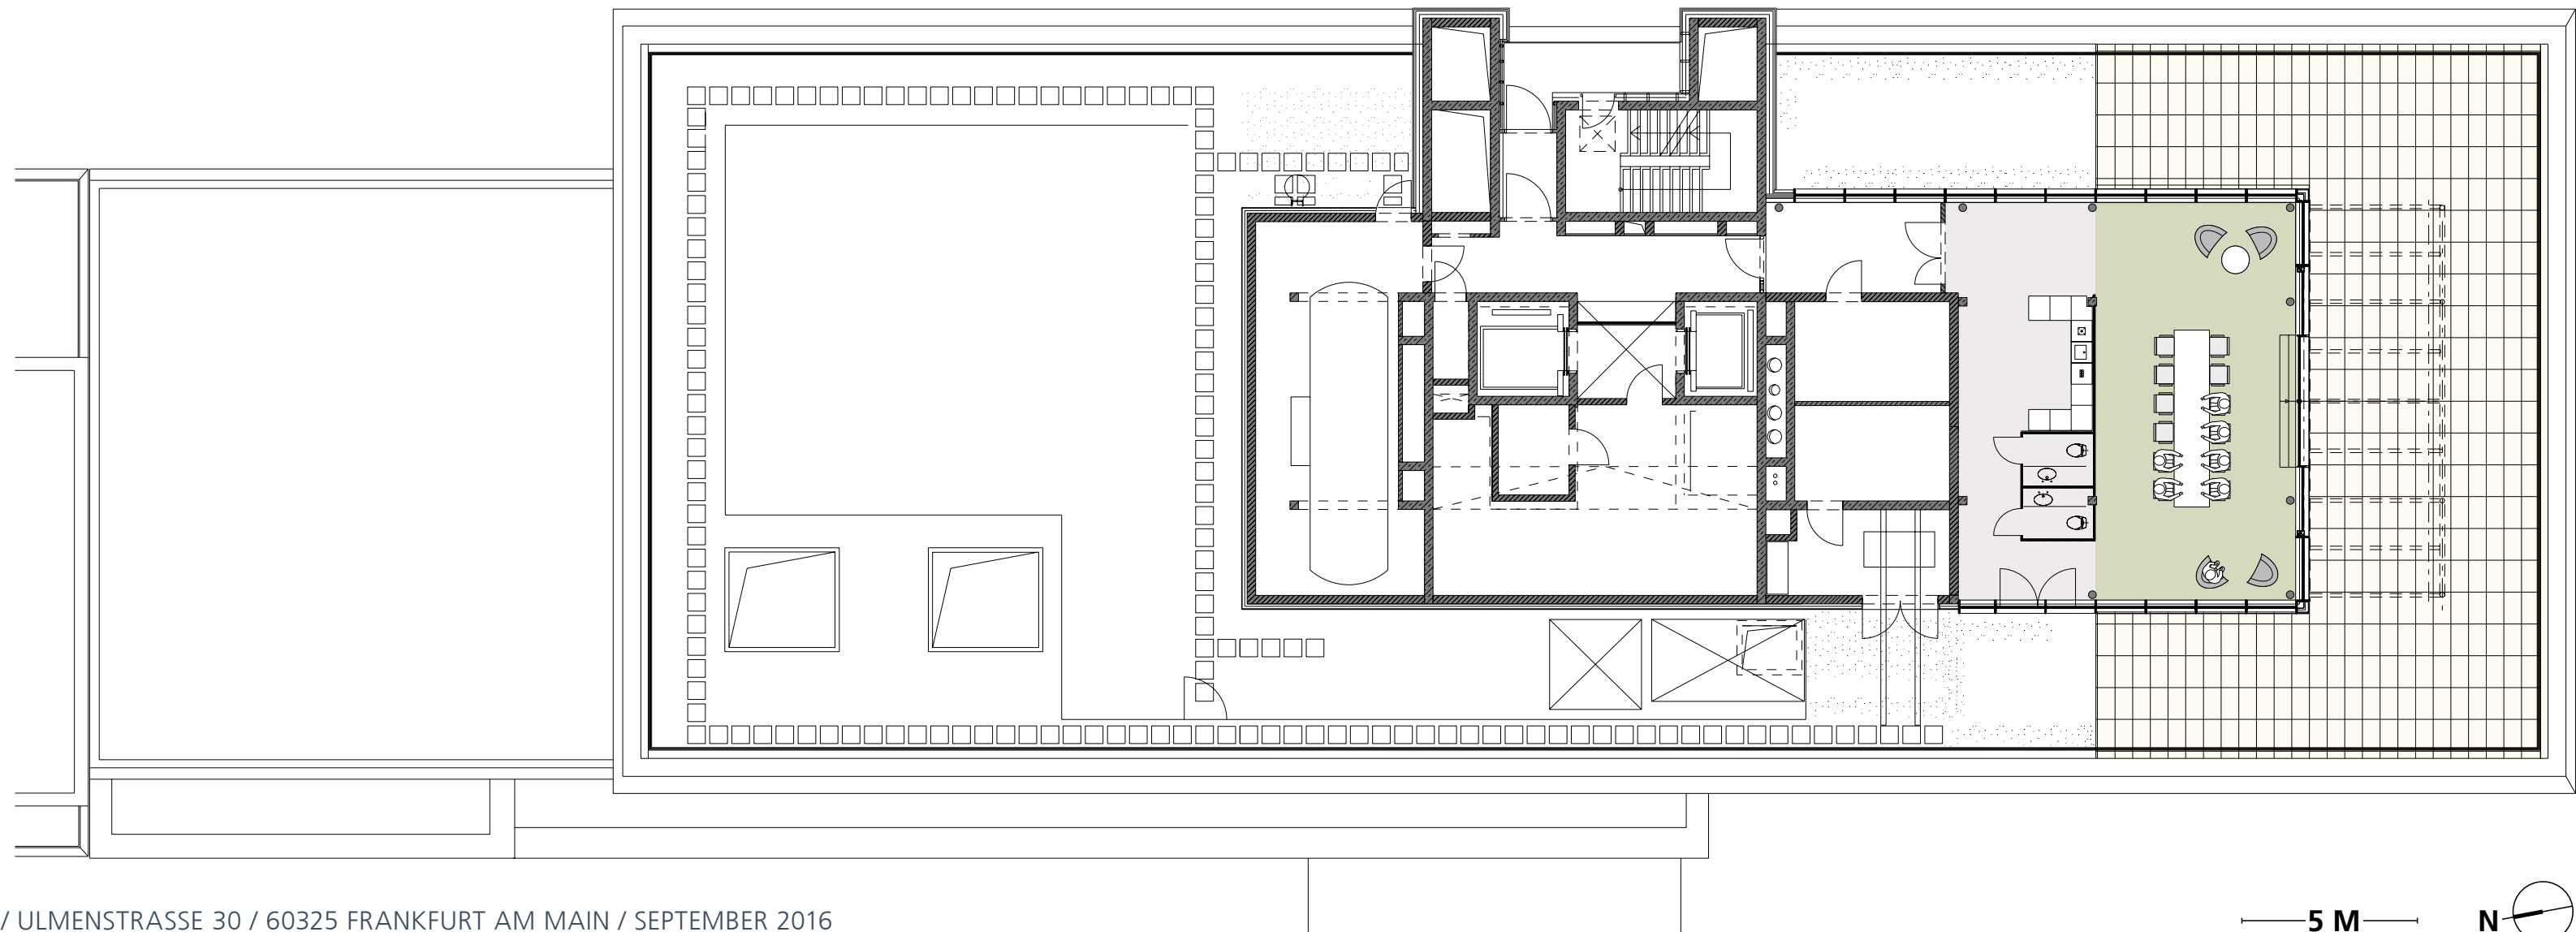 / ULMENSTRASSE 30 / 60325 FRANKFURT AM MAIN / SEPTEMBER 2016
5 M
N